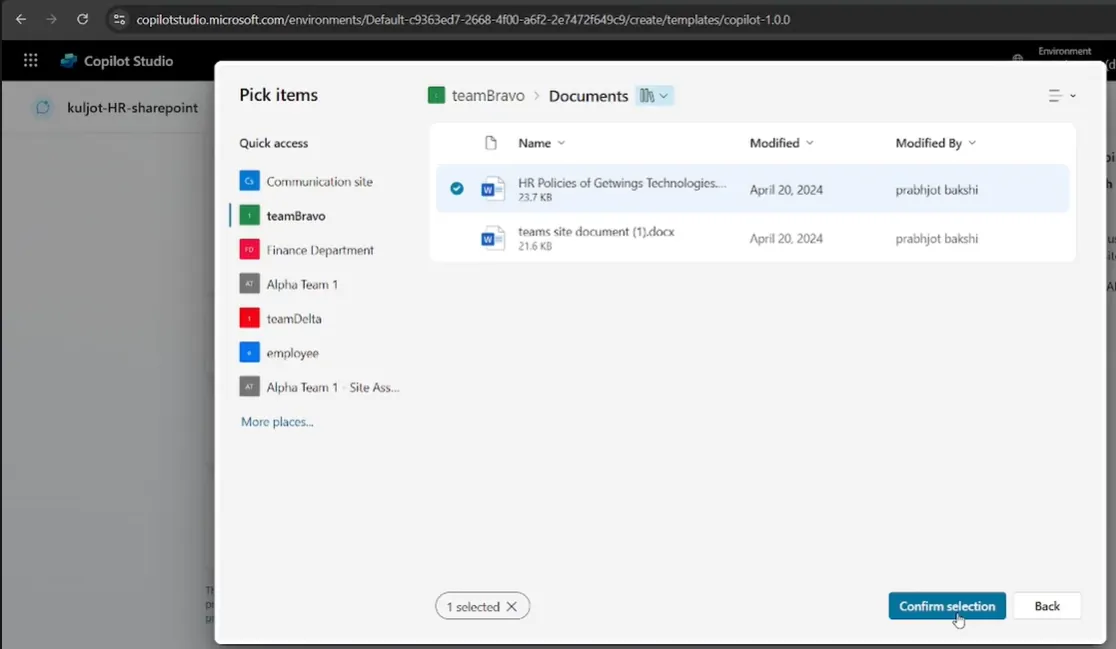 copilotstudio.microsoft.com/environments/Default-c9363ed7-2668-4f00-a6f2-2e7472f649c9/create/templates/copilot-1.0.0
Copilot Studio
Environment
kuljot-HR-sharepoint
Pick items
teamBravo > Documents
Quick access
Communication site
teamBravo
Finance Department
Alpha Team 1
teamDelta
employee
Alpha Team 1 - Site Ass...
More places...
Name Modified Modified By
HR Policies of Getwings Technologies.... April 20, 2024 prabhjot bakshi
23.7 KB
teams site document (1).docx April 20, 2024 prabhjot bakshi
21.6 KB
1 selected
Confirm selection Back